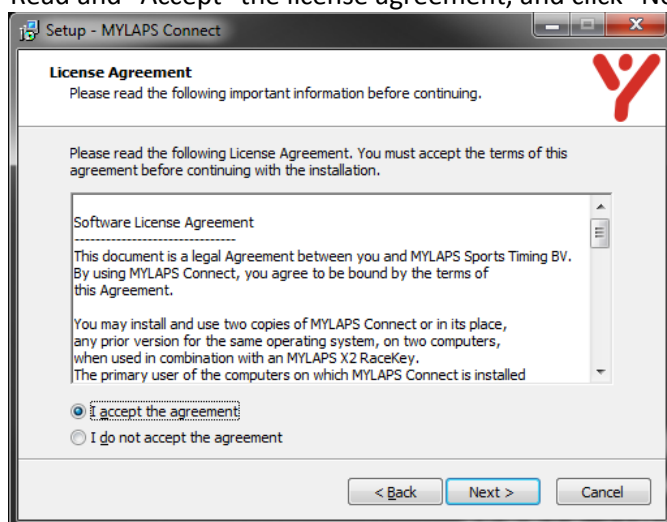 Read and "Accept" the license agreement, and click "Ne
Setup - MYLAPS Connect
License Agreement
Please read the following important information before continuing.
Please read the following License Agreement. You must accept the terms of this
agreement before continuing with the installation.
Software License Agreement
-------------------------------
This document is a legal Agreement between you and MYLAPS Sports Timing BV.
By using MYLAPS Connect, you agree to be bound by the terms of
this Agreement.
You may install and use two copies of MYLAPS Connect or in its place,
any prior version for the same operating system, on two computers,
when used in combination with an MYLAPS X2 RaceKey.
The primary user of the computers on which MYLAPS Connect is installed
I accept the agreement
I do not accept the agreement
< Back Next > Cancel